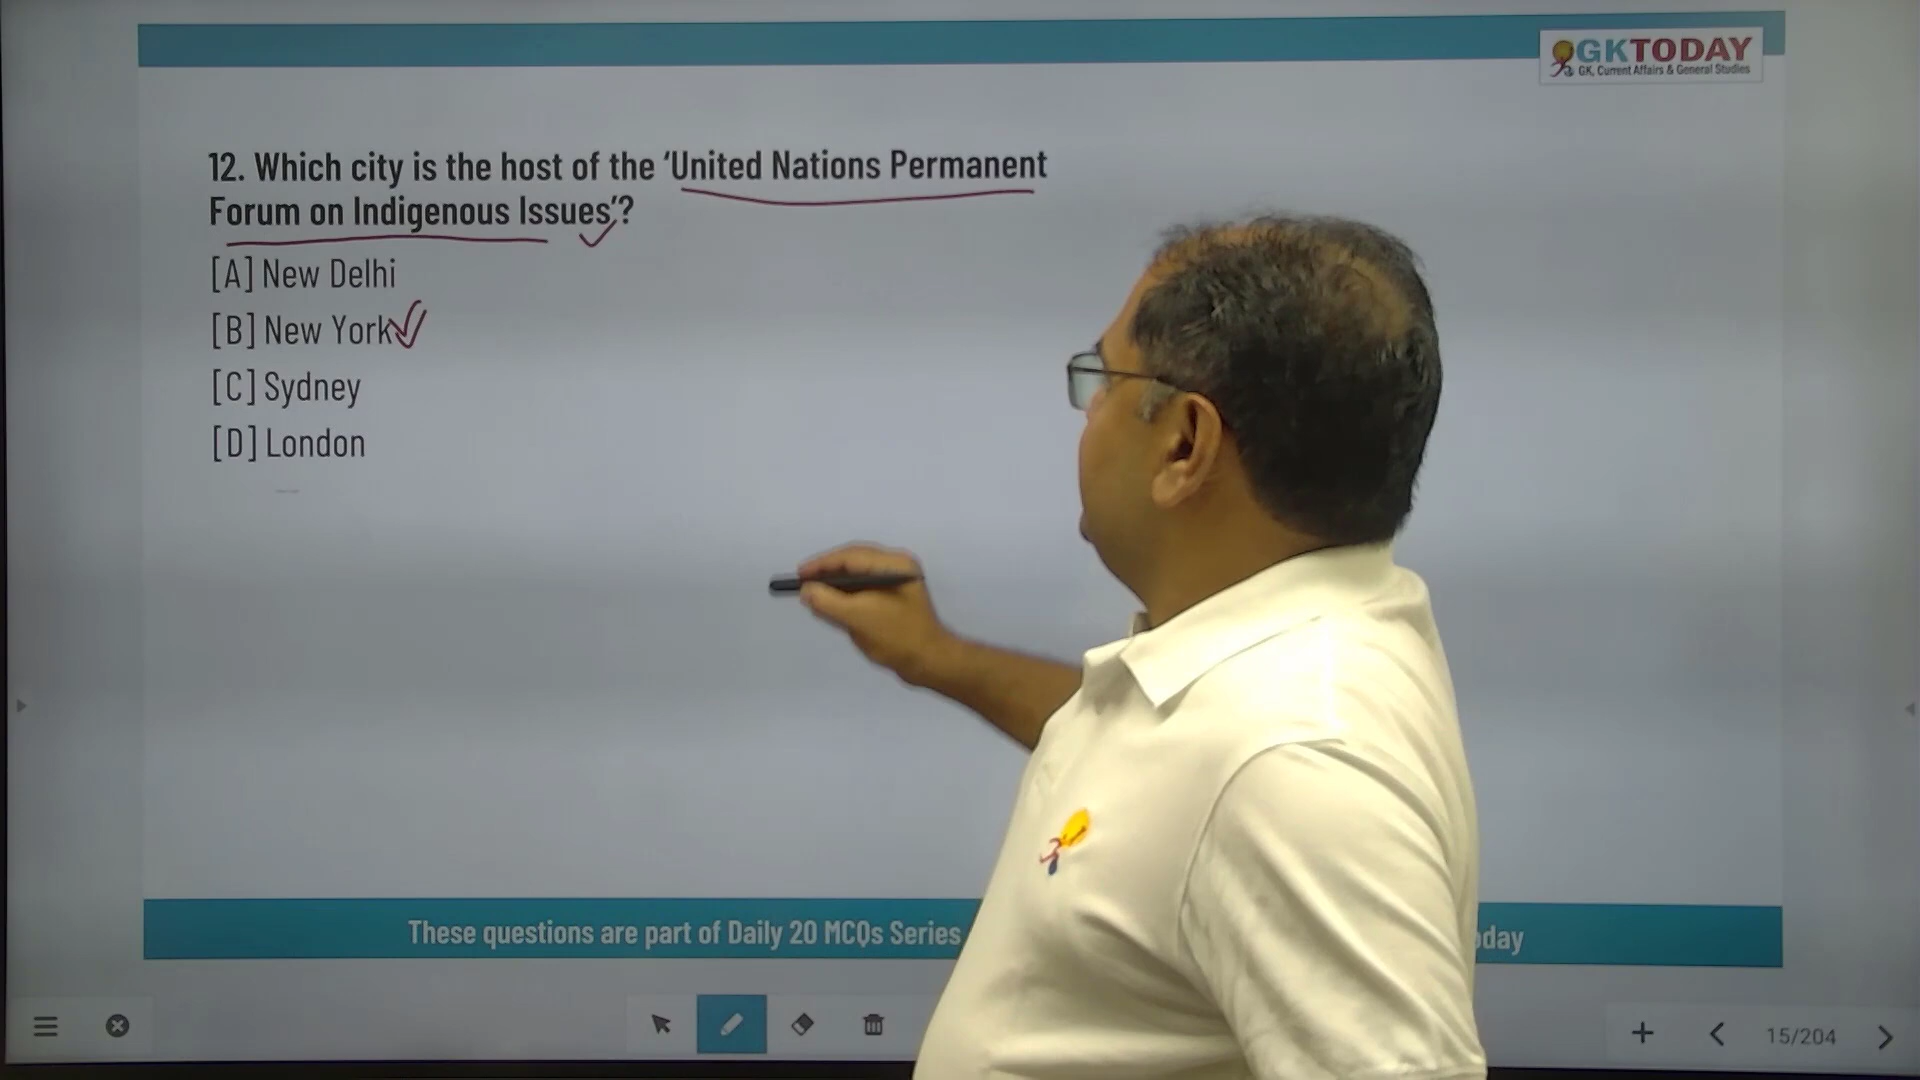 GKTODAY
GK, Current Affairs & General Studies
12. Which city is the host of the ‘United Nations Permanent
Forum on Indigenous Issues’?
[A] New Delhi
[B] New York
[C] Sydney
[D] London
These questions are part of Daily 20 MCQs Series
15/204